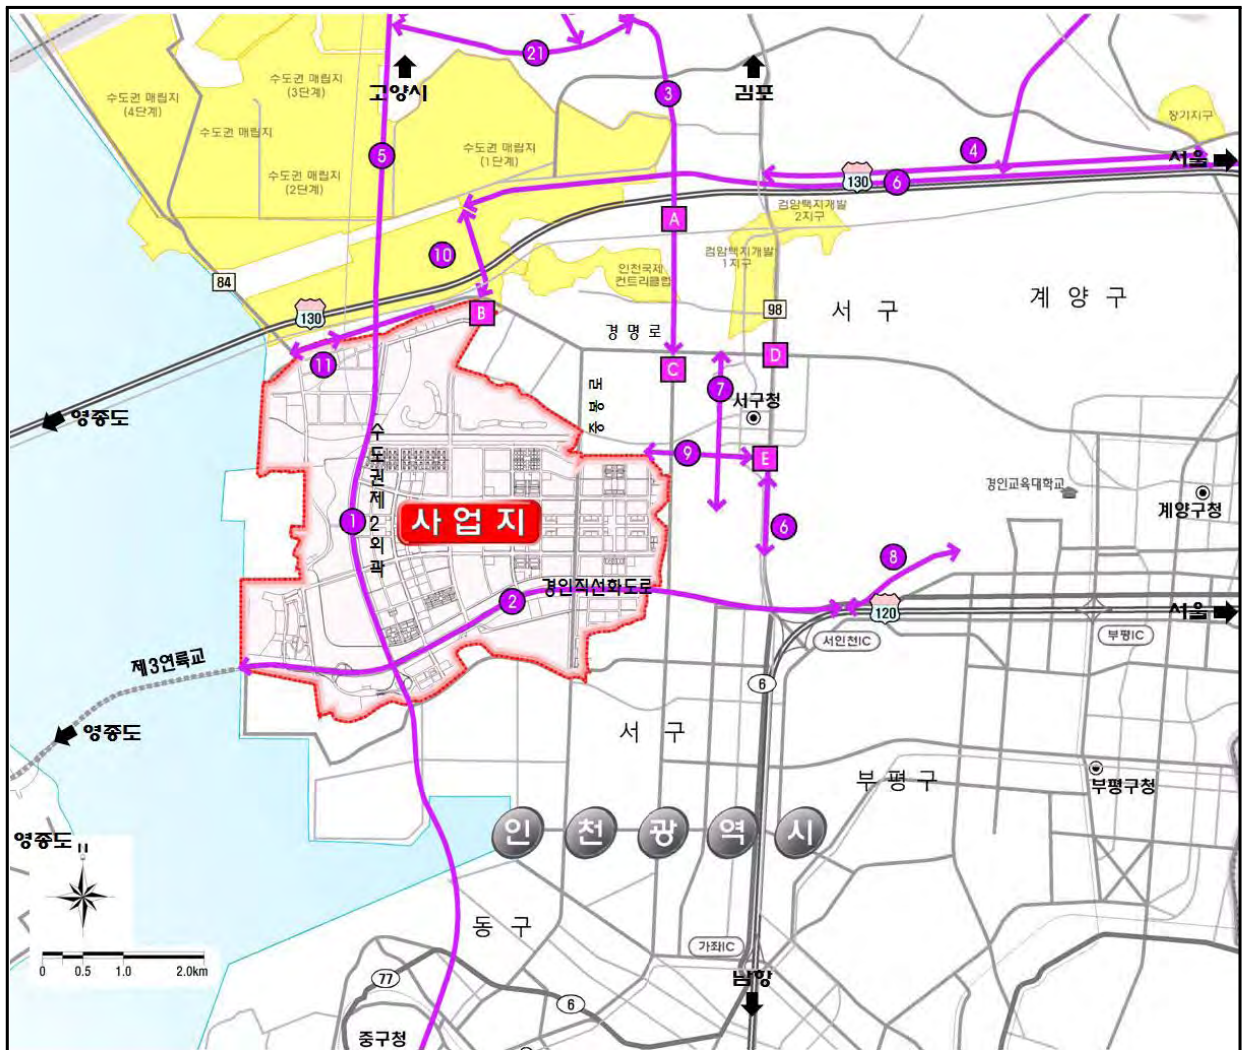 21
고양시
3
김포
수도권 매립지
(3단계)
수도권 매립지
(4단계)
수도권 매립지
수도권 매립지
(1단계)
수도권 매립지
(2단계)
5
장기지구
4
서울
130
6
A
검암택지개발
2지구
10
검암택지개발
1지구
인천국제
컨트리클럽
84
130
B
98
서 구
계 양 구
경 명 로
11
C
D
7
서구청
영종도
중봉로
수도권제2외곽
9
E
경인교육대학교
계양구청
1
사업지
6
8
경인직선화도로
2
120
서울
서인천IC
부평IC
제3연륙교
6
영종도
서 구
부평구
부평구청
인천광역시
영종도
동 구
가좌IC
0 0.5 1.0 2.0km
77
6
남항
중구청